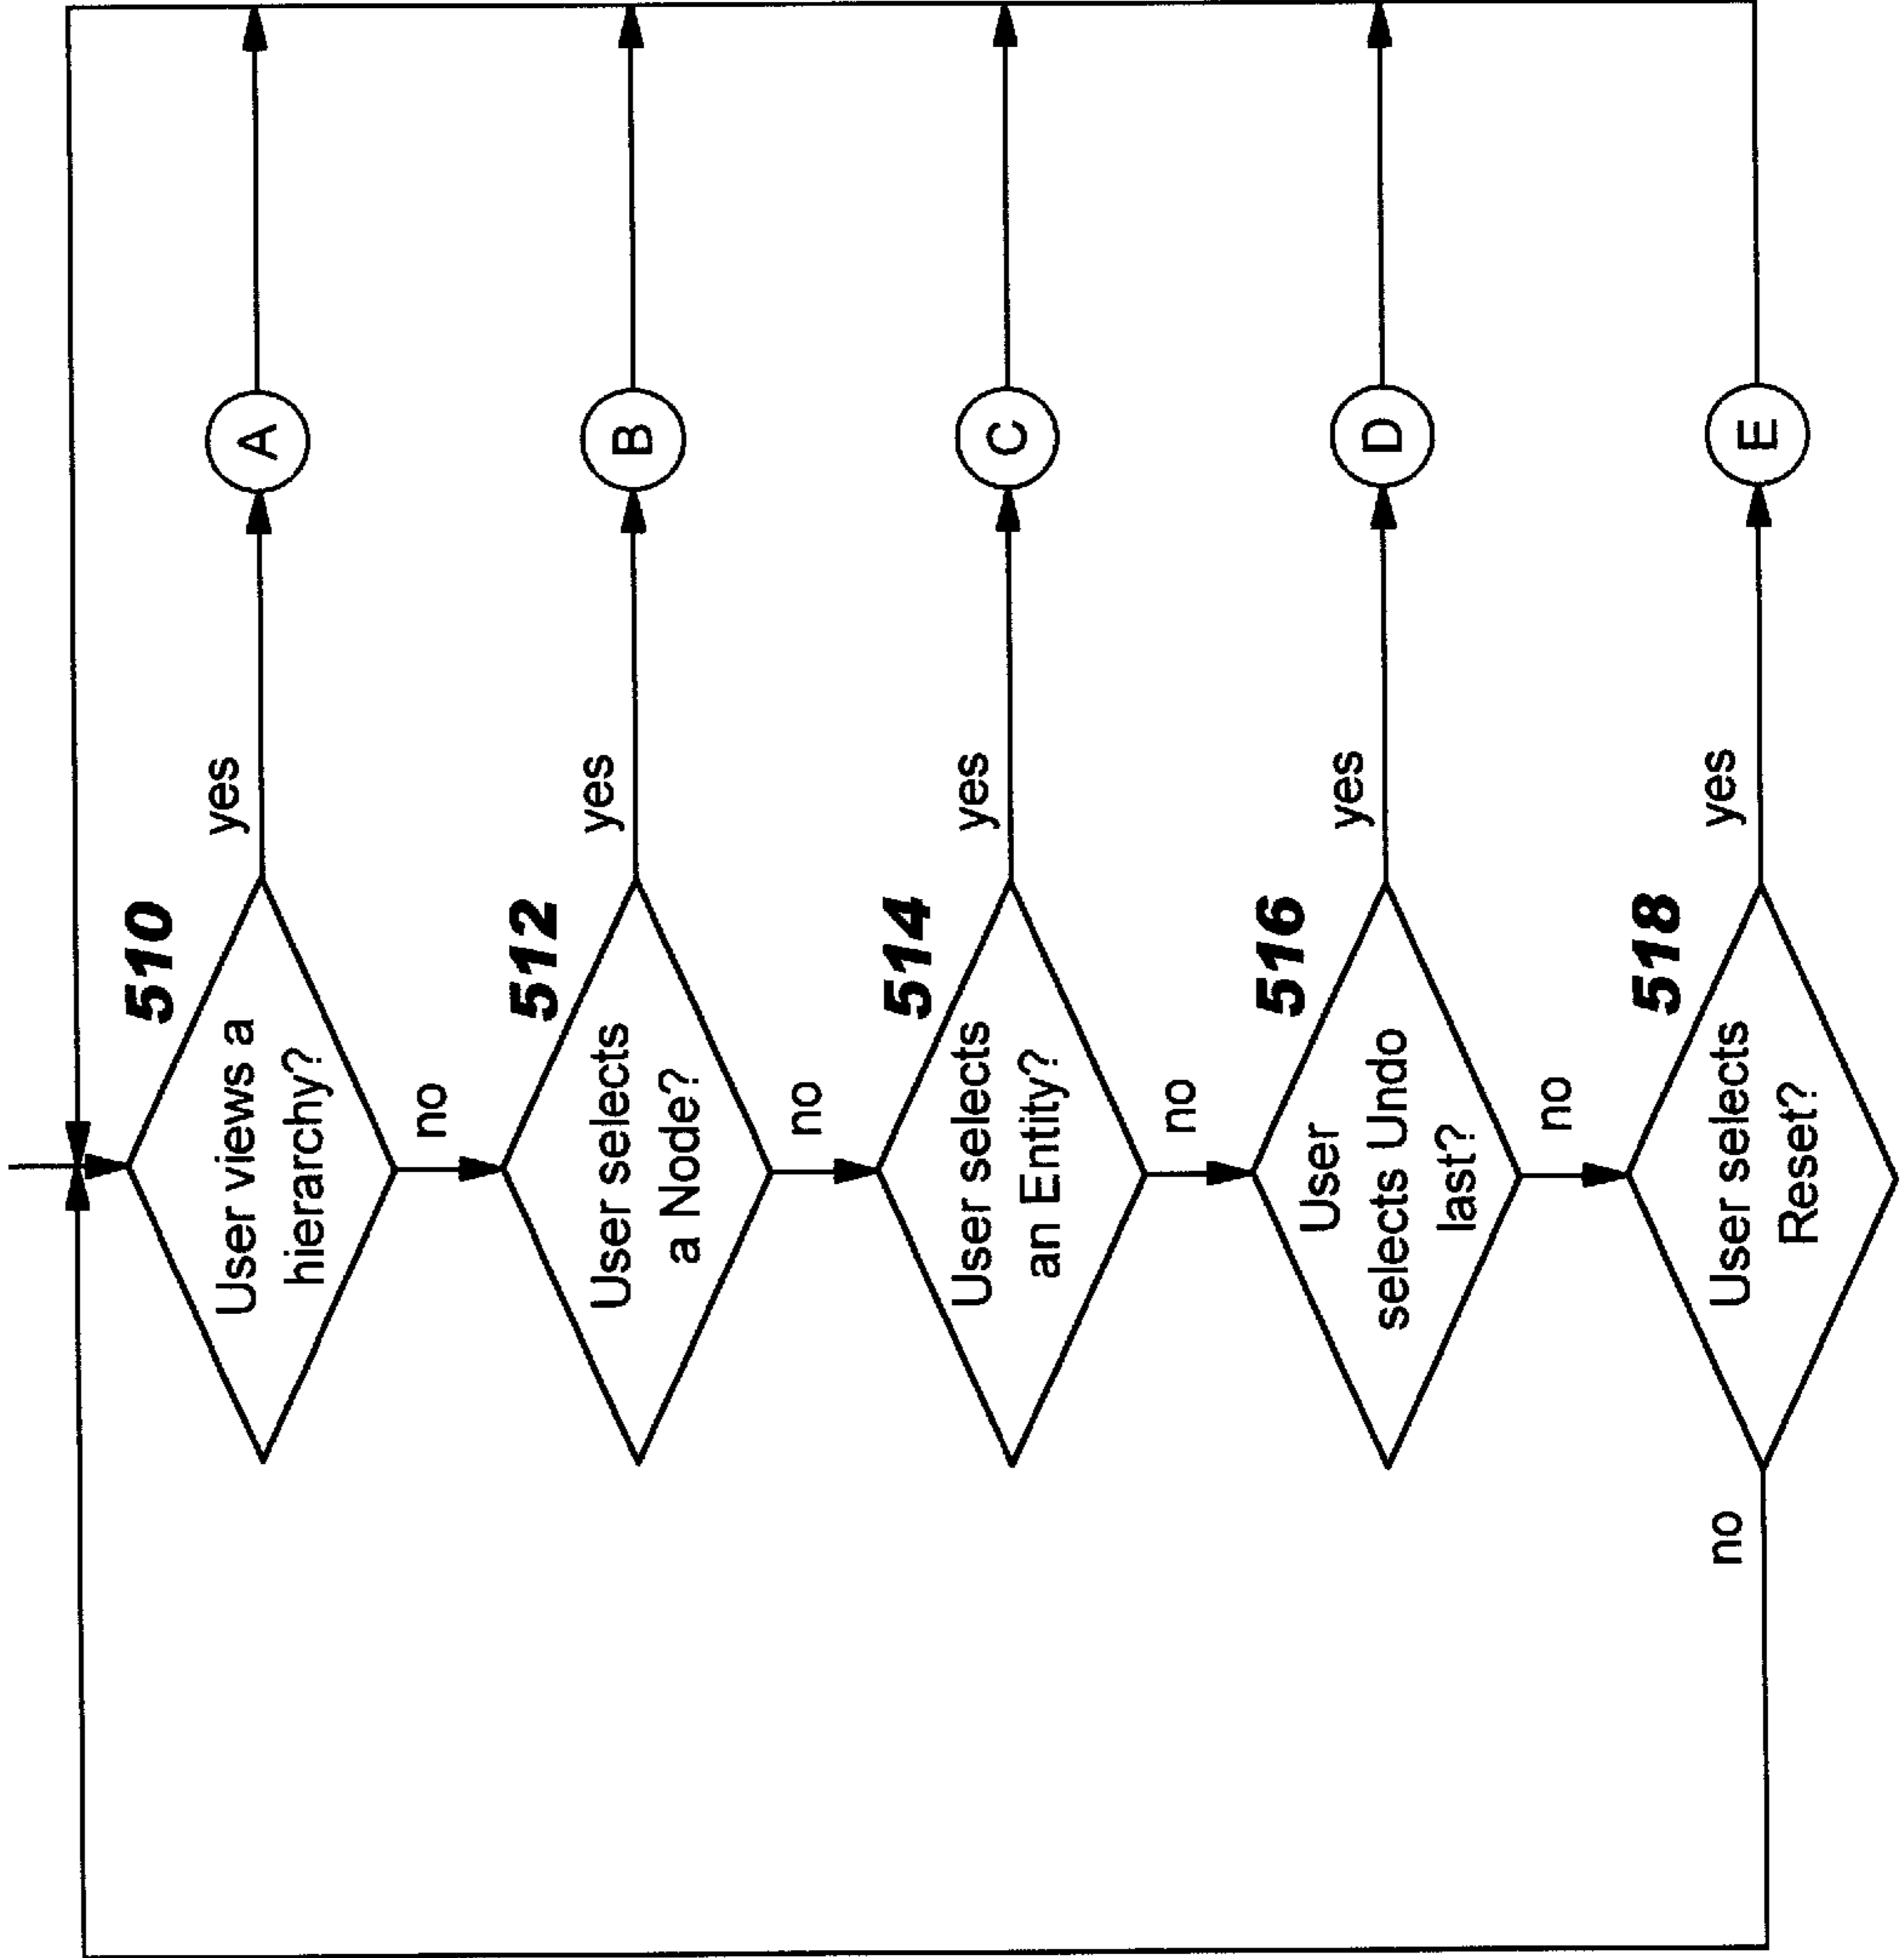 510
User views a
hierarchy?
yes
A
no
512
User selects
a Node?
yes
B
no
514
User selects
an Entity?
yes
C
no
516
User
selects Undo
last?
yes
D
no
518
User selects
Reset?
yes
E
no